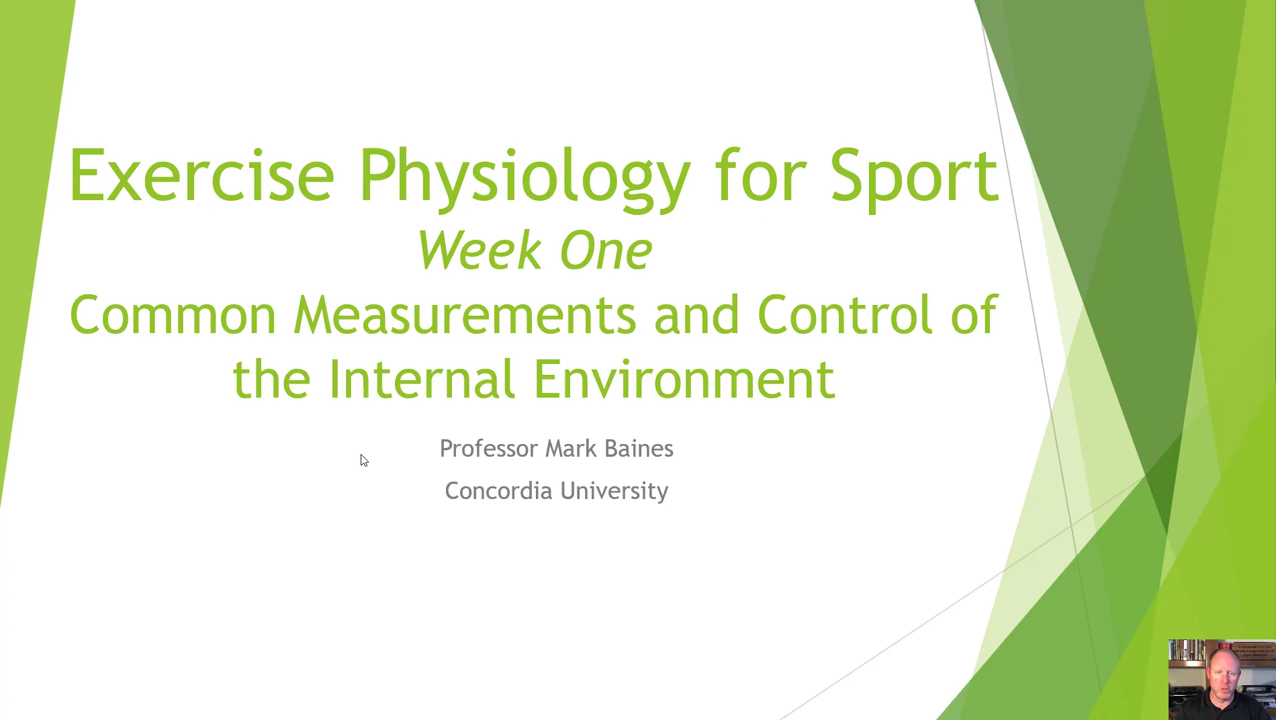 Exercise Physiology for Sport
Week One
Common Measurements and Control of
the Internal Environment
Professor Mark Baines
Concordia University